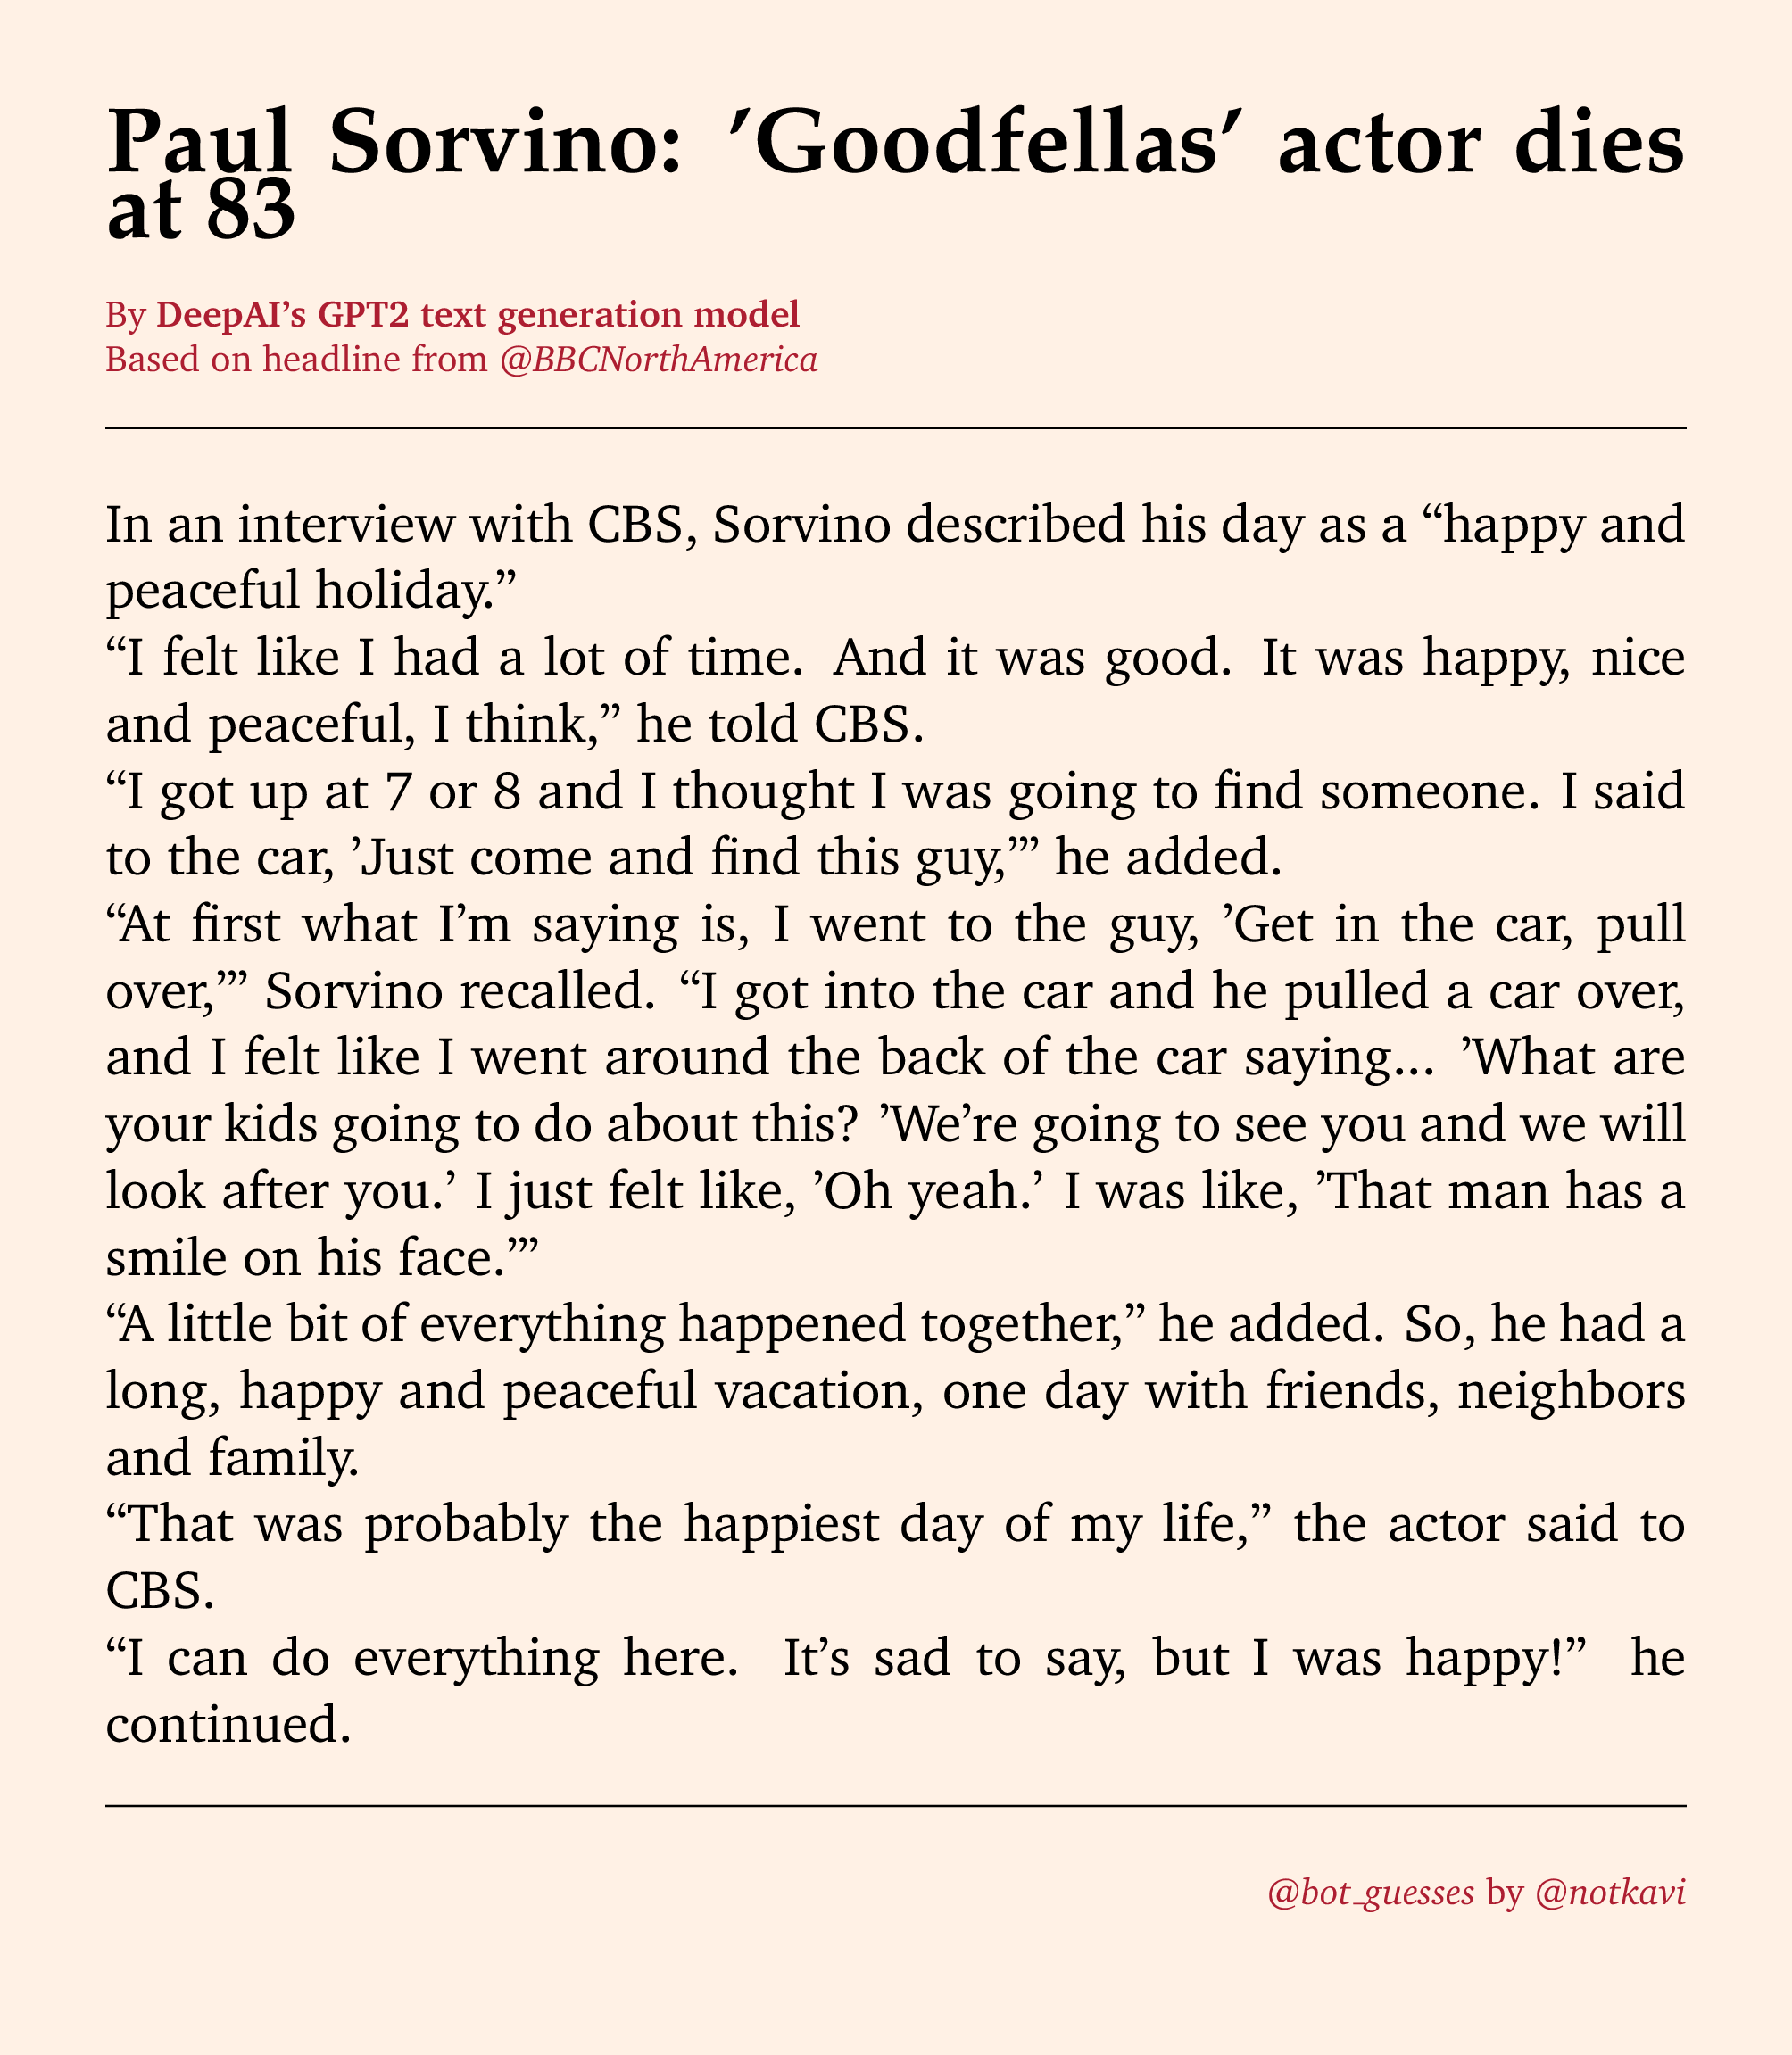 Paul Sorvino: ’Goodfellas’ actor dies
at 83
By DeepAI’s GPT2 text generation model
Based on headline from @BBCNorthAmerica
In an interview with CBS, Sorvino described his day as a “happy and
peaceful holiday.”
“I felt like I had a lot of time. And it was good. It was happy, nice
and peaceful, I think,” he told CBS.
“I got up at 7 or 8 and I thought I was going to find someone. I said
to the car, ’Just come and find this guy,’” he added.
“At first what I’m saying is, I went to the guy, ’Get in the car, pull
over,’” Sorvino recalled. “I got into the car and he pulled a car over,
and I felt like I went around the back of the car saying... ’What are
your kids going to do about this? ’We’re going to see you and we will
look after you.’ I just felt like, ’Oh yeah.’ I was like, ’That man has a
smile on his face.’”
“A little bit of everything happened together,” he added. So, he had a
long, happy and peaceful vacation, one day with friends, neighbors
and family.
“That was probably the happiest day of my life,” the actor said to
CBS.
“I can do everything here. It’s sad to say, but I was happy!” he
continued.
@bot_guesses by @notkavi